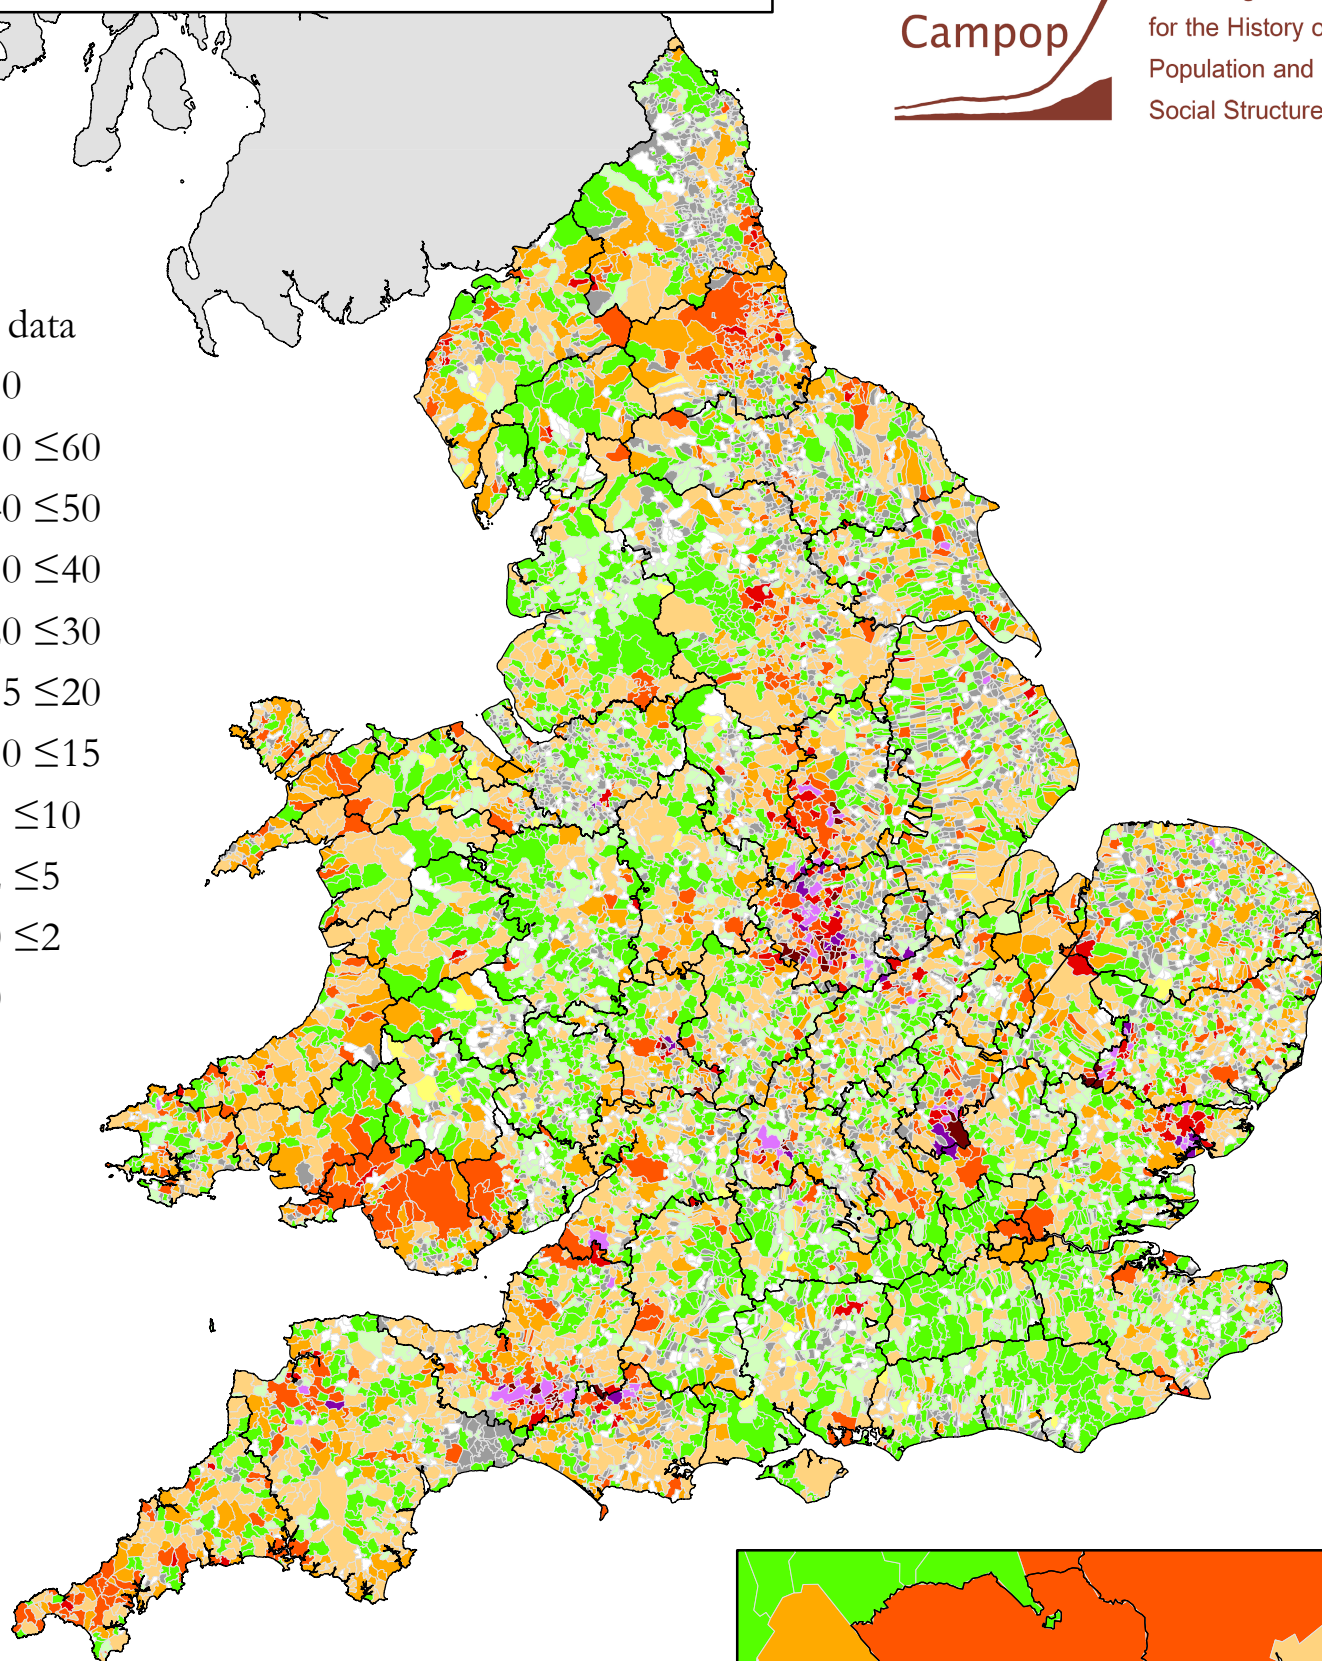 Campop
for the History
Population and
Social Structure
data
0
0 ≤60
0 ≤50
0 ≤40
0 ≤30
5 ≤20
0 ≤15
≤10
≤5
≤2